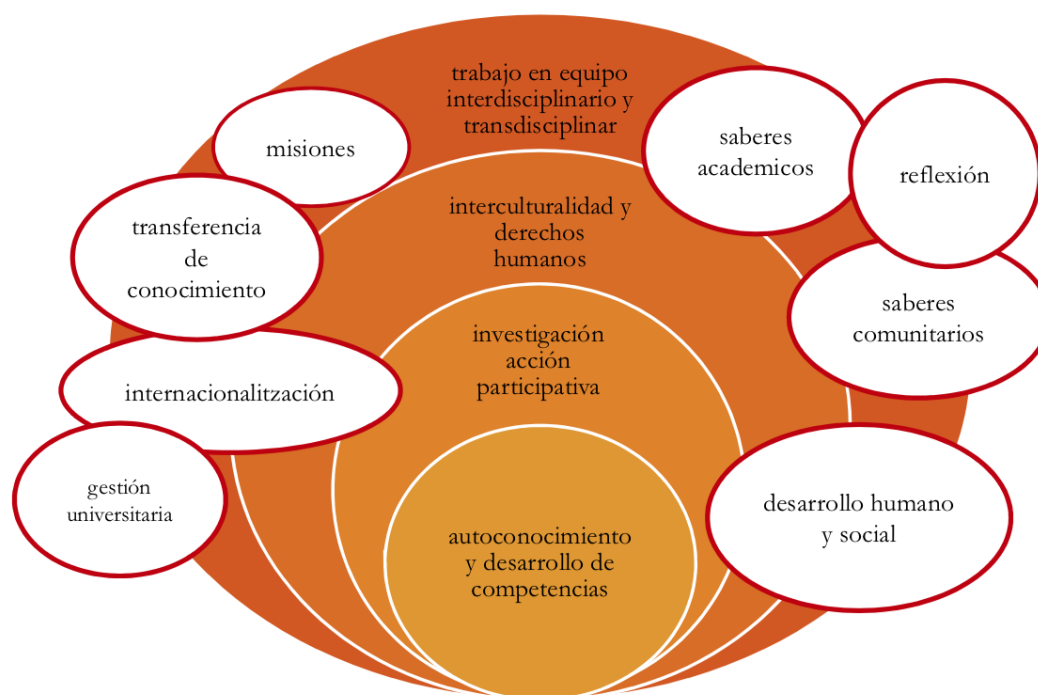 trabajo en equipo
interdisciplinario y
transdisciplinar
misiones
saberes
academicos
reflexión
transferencia
de
conocimiento
interculturalidad y
derechos
humanos
saberes
comunitarios
investigación
acción
participativa
internacionalitzación
gestión
universitaria
desarrollo humano
y social
autoconocimiento
y desarrollo de
competencias